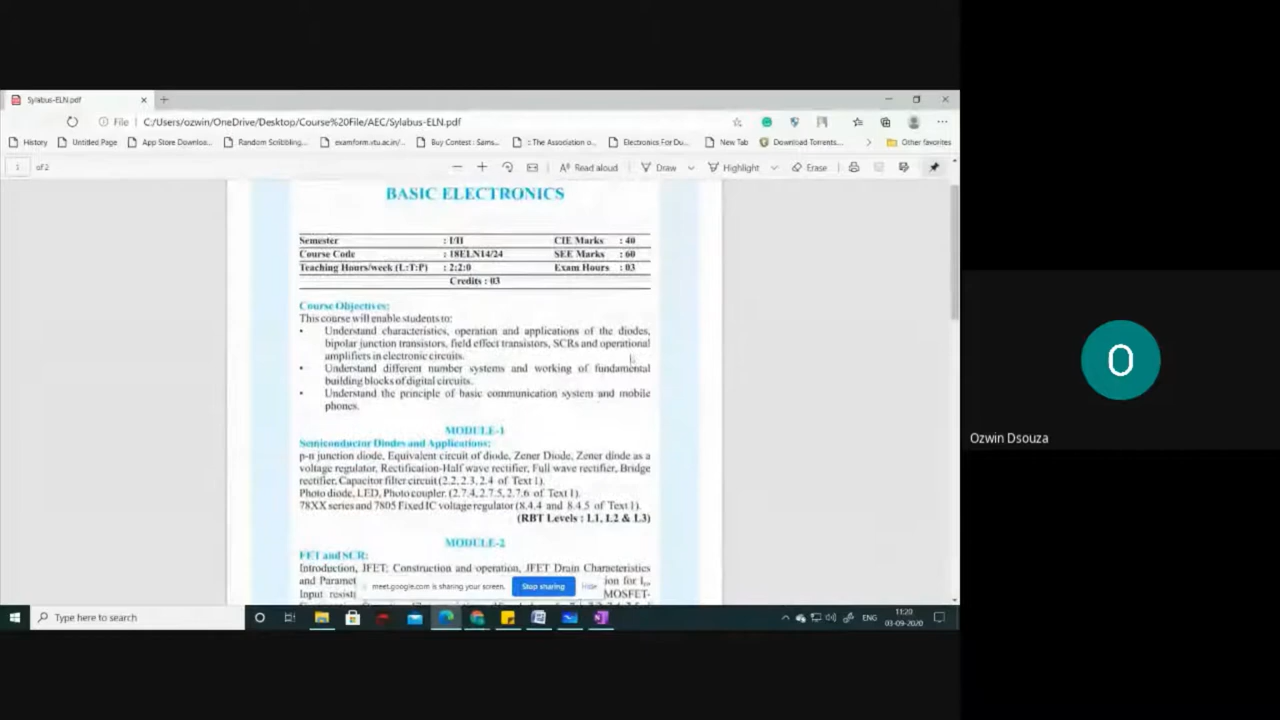 Sylabus-ELN.pdf
File C:/Users/ozwin/OneDrive/Desktop/Course%20File/AEC/Sylabus-ELN.pdf
History Untitled Page App Store Downloa... Random Scribbling... examform.vtu.ac.in/... Buy Contest : Sams... :: The Association o... Electronics For Du... New Tab Download Torrents... Other favorites
1 of 2 Read aloud Draw Highlight Erase
BASIC ELECTRONICS
Semester : I/II CIE Marks : 40
Course Code : 18ELN14/24 SEE Marks : 60
Teaching Hours/week (L:T:P) : 2:2:0 Exam Hours : 03
Credits : 03
Course Objectives:
This course will enable students to:
• Understand characteristics, operation and applications of the diodes,
bipolar junction transistors, field effect transistors, SCRs and operational
amplifiers in electronic circuits.
• Understand different number systems and working of fundamental
building blocks of digital circuits.
• Understand the principle of basic communication system and mobile
phones.
MODULE-1
Semiconductor Diodes and Applications:
p-n junction diode, Equivalent circuit of diode, Zener Diode, Zener diode as a
voltage regulator, Rectification-Half wave rectifier, Full wave rectifier, Bridge
rectifier, Capacitor filter circuit (2.2, 2.3, 2.4 of Text 1).
Photo diode, LED, Photo coupler. (2.7.4, 2.7.5, 2.7.6 of Text 1).
78XX series and 7805 Fixed IC voltage regulator (8.4.4 and 8.4.5 of Text 1).
(RBT Levels : L1, L2 & L3)
MODULE-2
FET and SCR:
Introduction, JFET: Construction and operation, JFET Drain Characteristics
and Paramet
Input resist MOSFET-
meet.google.com is sharing your screen. Stop sharing Hide
Type here to search ENG 11:20
03-09-2020
O
Ozwin Dsouza